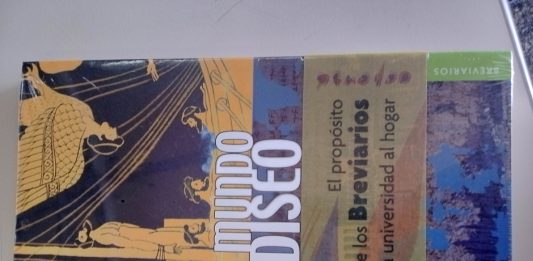 BREVIARIOS
El propósito
e los Breviarios
universidad al hogar
mundo
DISEO